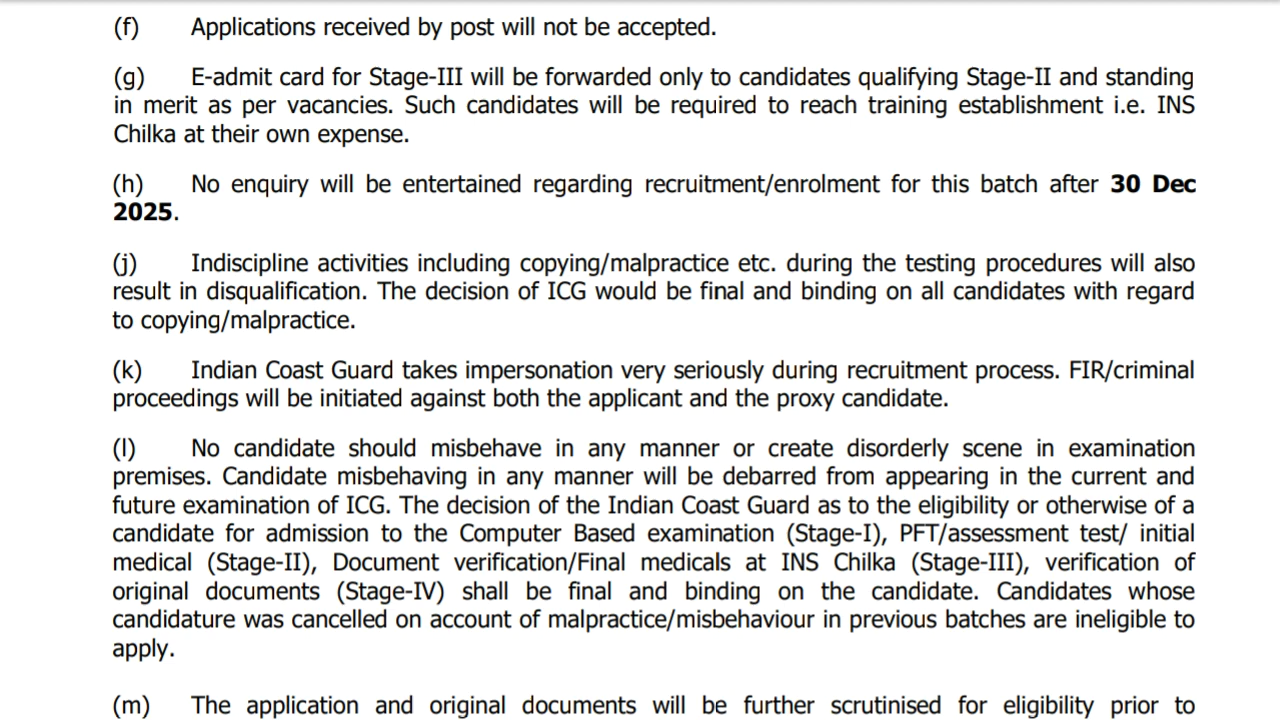 (f) Applications received by post will not be accepted.
(g) E-admit card for Stage-III will be forwarded only to candidates qualifying Stage-II and standing
in merit as per vacancies. Such candidates will be required to reach training establishment i.e. INS
Chilka at their own expense.
(h) No enquiry will be entertained regarding recruitment/enrolment for this batch after 30 Dec
2025.
(j) Indiscipline activities including copying/malpractice etc. during the testing procedures will also
result in disqualification. The decision of ICG would be final and binding on all candidates with regard
to copying/malpractice.
(k) Indian Coast Guard takes impersonation very seriously during recruitment process. FIR/criminal
proceedings will be initiated against both the applicant and the proxy candidate.
(l) No candidate should misbehave in any manner or create disorderly scene in examination
premises. Candidate misbehaving in any manner will be debarred from appearing in the current and
future examination of ICG. The decision of the Indian Coast Guard as to the eligibility or otherwise of a
candidate for admission to the Computer Based examination (Stage-I), PFT/assessment test/ initial
medical (Stage-II), Document verification/Final medicals at INS Chilka (Stage-III), verification of
original documents (Stage-IV) shall be final and binding on the candidate. Candidates whose
candidature was cancelled on account of malpractice/misbehaviour in previous batches are ineligible to
apply.
(m) The application and original documents will be further scrutinised for eligibility prior to